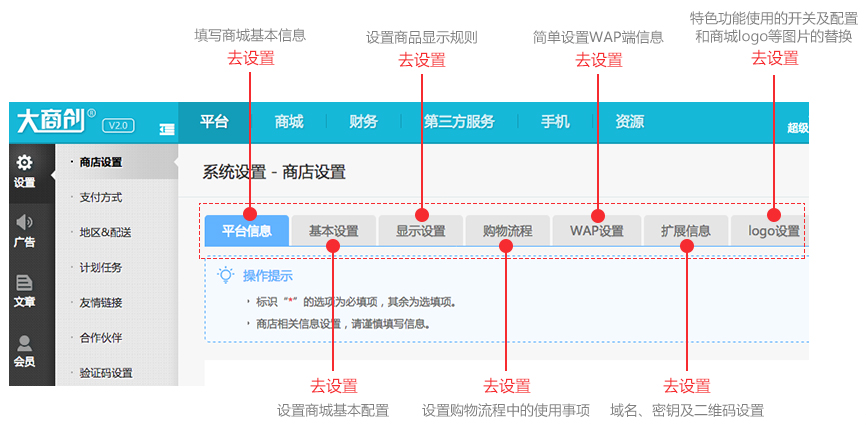 填写商城基本信息
去设置
设置商品显示规则
去设置
简单设置WAP端信息
去设置
特色功能使用的开关及配置
和商城logo等图片的替换
去设置
大商创® V2.0
平台 商城 财务 第三方服务 手机 资源
超级
设置
广告
文章
会员
· 商店设置
· 支付方式
· 地区&配送
· 计划任务
· 友情链接
· 合作伙伴
· 验证码设置
系统设置 - 商店设置
平台信息 基本设置 显示设置 购物流程 WAP设置 扩展信息 logo设置
操作提示
· 标识“*”的选项为必填项，其余为选填项。
· 商店相关信息设置，请谨慎填写信息。
去设置
设置商城基本配置
去设置
设置购物流程中的使用事项
去设置
域名、密钥及二维码设置